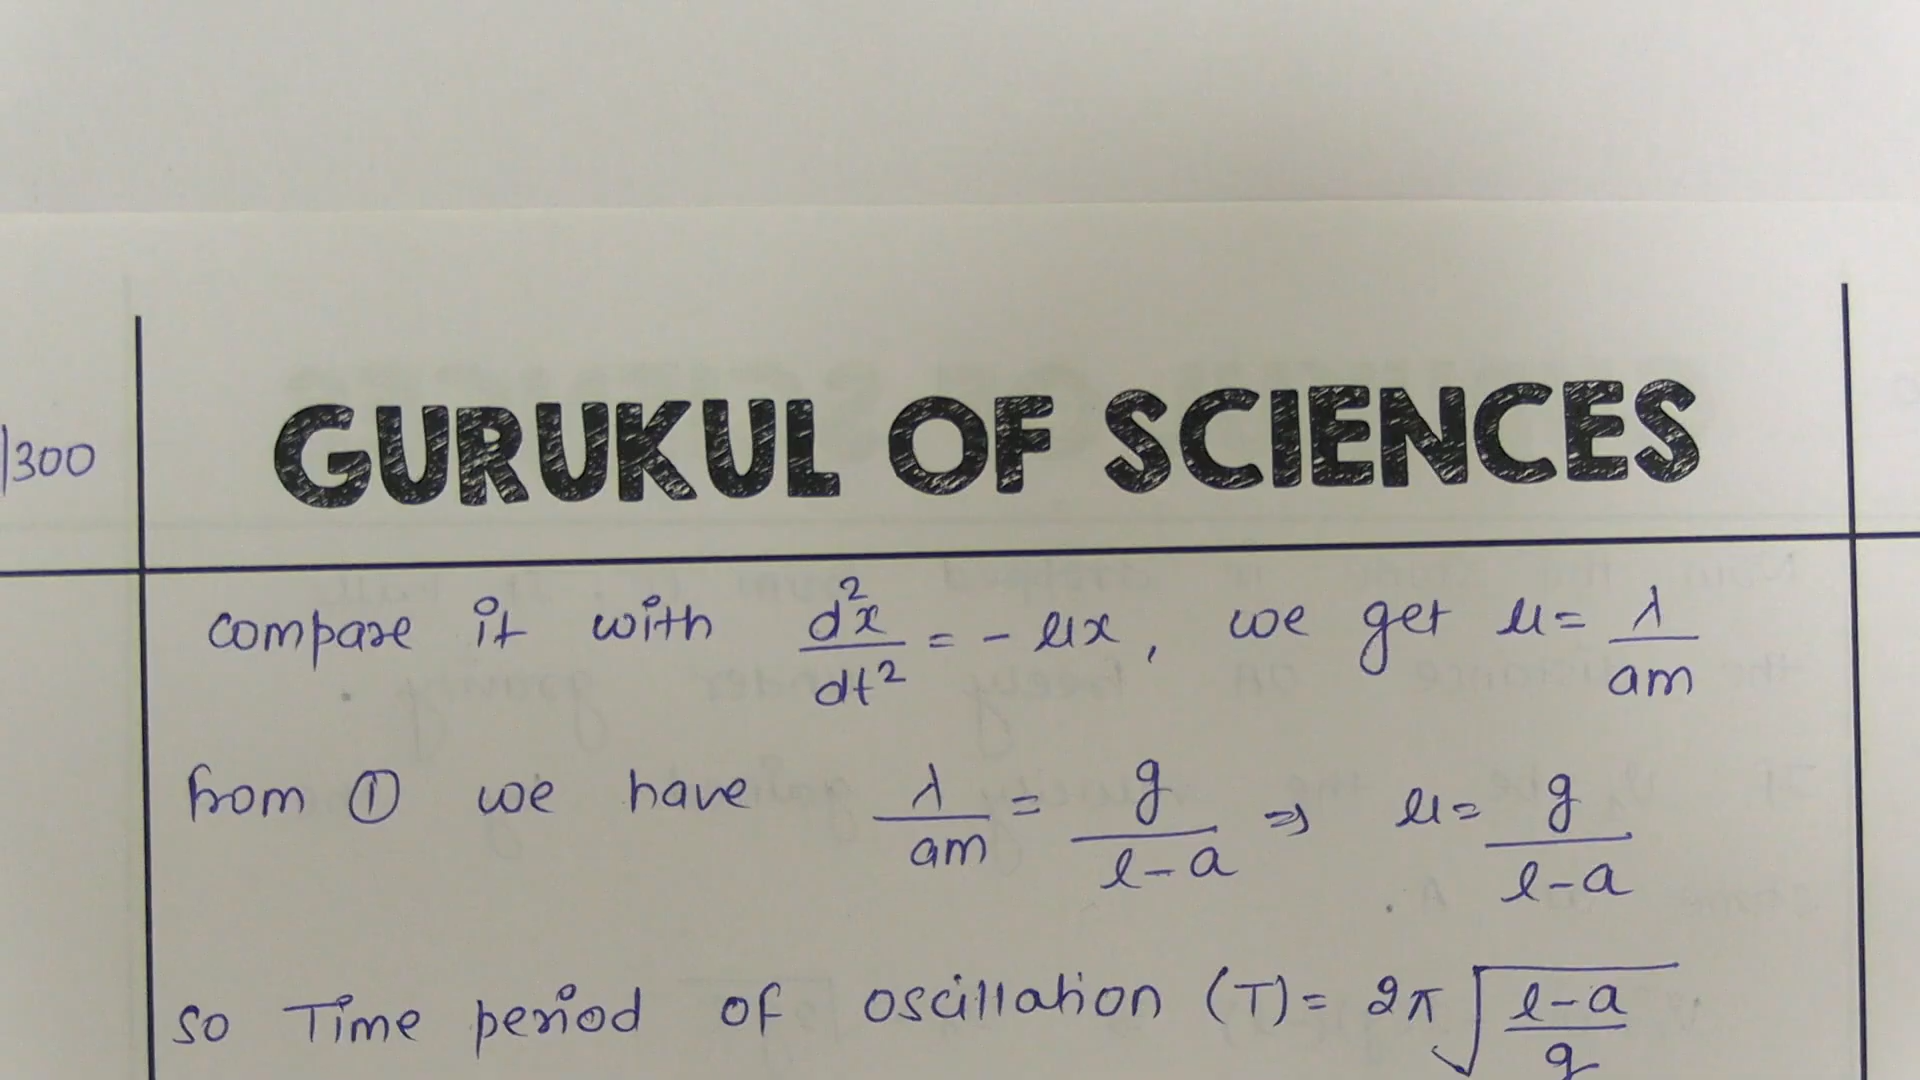 /300
GURUKUL OF SCIENCES
compare it with d²x/dt² = - μx, we get μ = λ/am
from ① we have λ/am = g/l-a ⇒ μ = g/l-a
so Time period of oscillation (T) = 2π√(l-a/g)